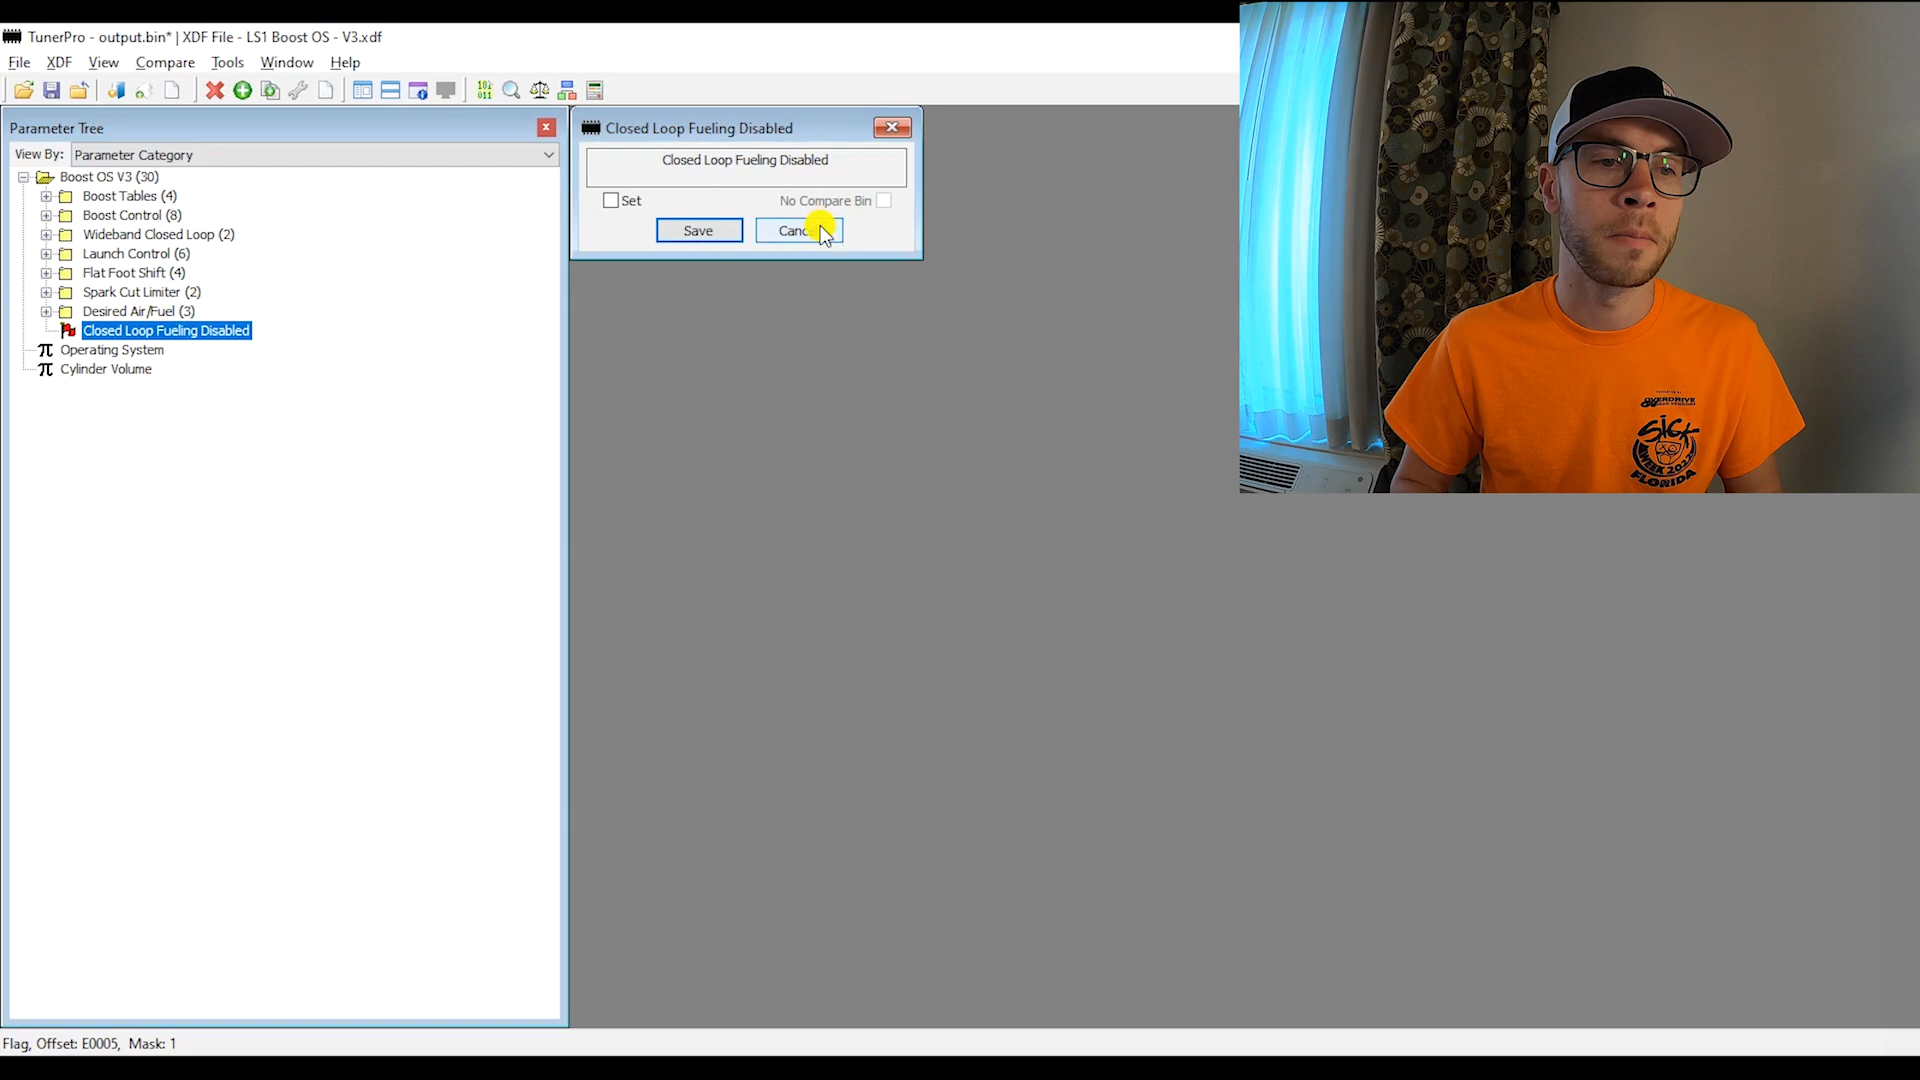 TunerPro - output.bin* | XDF File - LS1 Boost OS - V3.xdf
File XDF View Compare Tools Window Help
Parameter Tree
View By: Parameter Category
Boost OS V3 (30)
Boost Tables (4)
Boost Control (8)
Wideband Closed Loop (2)
Launch Control (6)
Flat Foot Shift (4)
Spark Cut Limiter (2)
Desired Air/Fuel (3)
Closed Loop Fueling Disabled
Operating System
Cylinder Volume
Closed Loop Fueling Disabled
Closed Loop Fueling Disabled
Set No Compare Bin
Save
OVERDRIVE
SICK
WEEK 2022
FLORIDA
Flag, Offset: E0005, Mask: 1